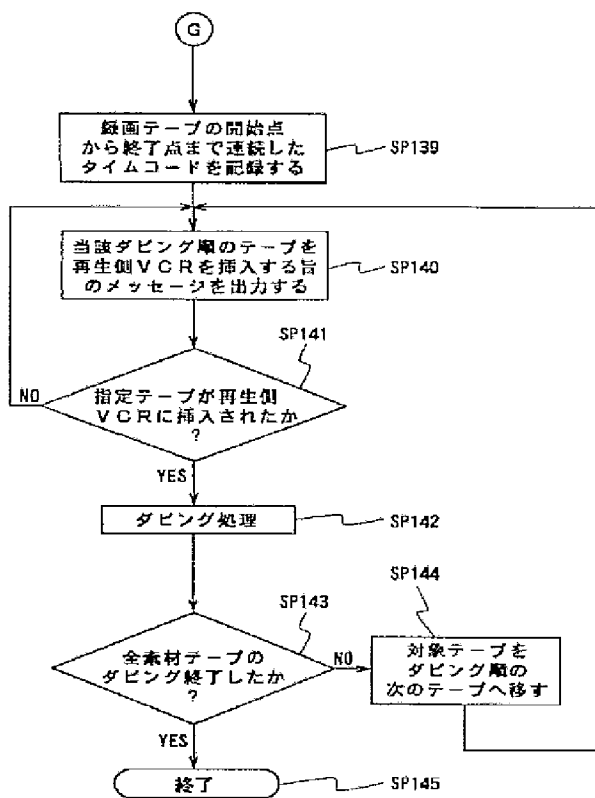 G
録画テープの開始点
から終了点まで連続した
タイムコードを記録する
SP139
当該ダビング順のテープを
再生側VCRを挿入する旨
のメッセージを出力する
SP140
SP141
指定テープが再生側
VCRに挿入されたか
?
NO
YES
ダビング処理
SP142
SP143
全素材テープの
ダビング終了したか
?
NO
SP144
対象テープを
ダビング順の
次のテープへ移す
YES
終了
SP145